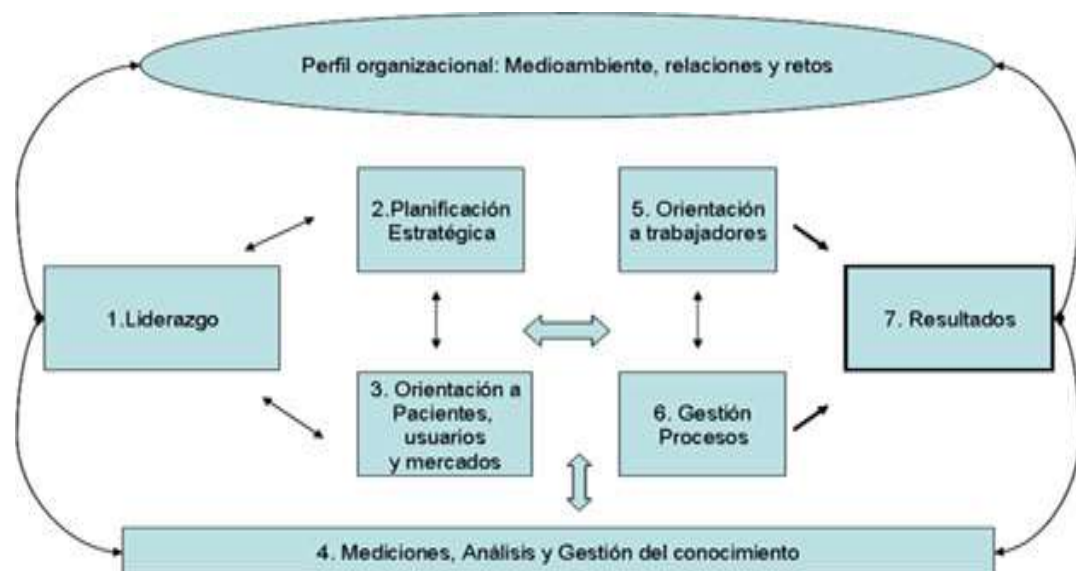 Perfil organizacional: Medioambiente, relaciones y retos
2.Planificación
Estratégica
5. Orientación
a trabajadores
1.Liderazgo
7. Resultados
3. Orientación a
Pacientes,
usuarios
y mercados
6. Gestión
Procesos
4. Mediciones, Análisis y Gestión del conocimiento